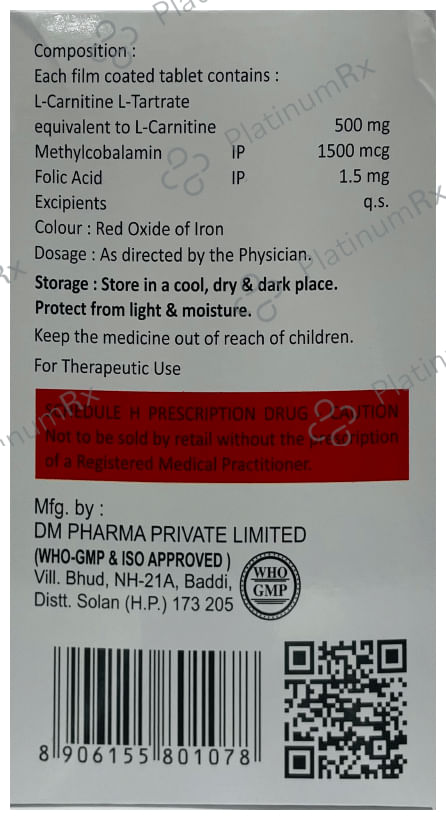 Composition :
Each film coated tablet contains :
L-Carnitine L-Tartrate
equivalent to L-Carnitine 500 mg
Methylcobalamin IP 1500 mcg
Folic Acid IP 1.5 mg
Excipients q.s.
Colour : Red Oxide of Iron
Dosage : As directed by the Physician.
Storage : Store in a cool, dry & dark place.
Protect from light & moisture.
Keep the medicine out of reach of children.
For Therapeutic Use
SCHEDULE H PRESCRIPTION DRUG - CAUTION
Not to be sold by retail without the prescription
of a Registered Medical Practitioner.
Mfg. by :
DM PHARMA PRIVATE LIMITED
(WHO-GMP & ISO APPROVED )
Vill. Bhud, NH-21A, Baddi,
Distt. Solan (H.P.) 173 205
WHO
GMP
8 906155 801078
PlatinumRx
PlatinumRx